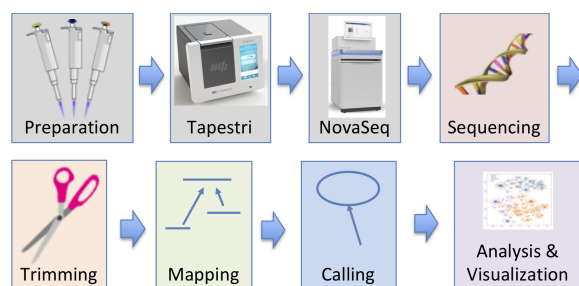 Preparation
Tapestri
NovaSeq
Sequencing
Trimming
Mapping
Calling
Analysis &
Visualization